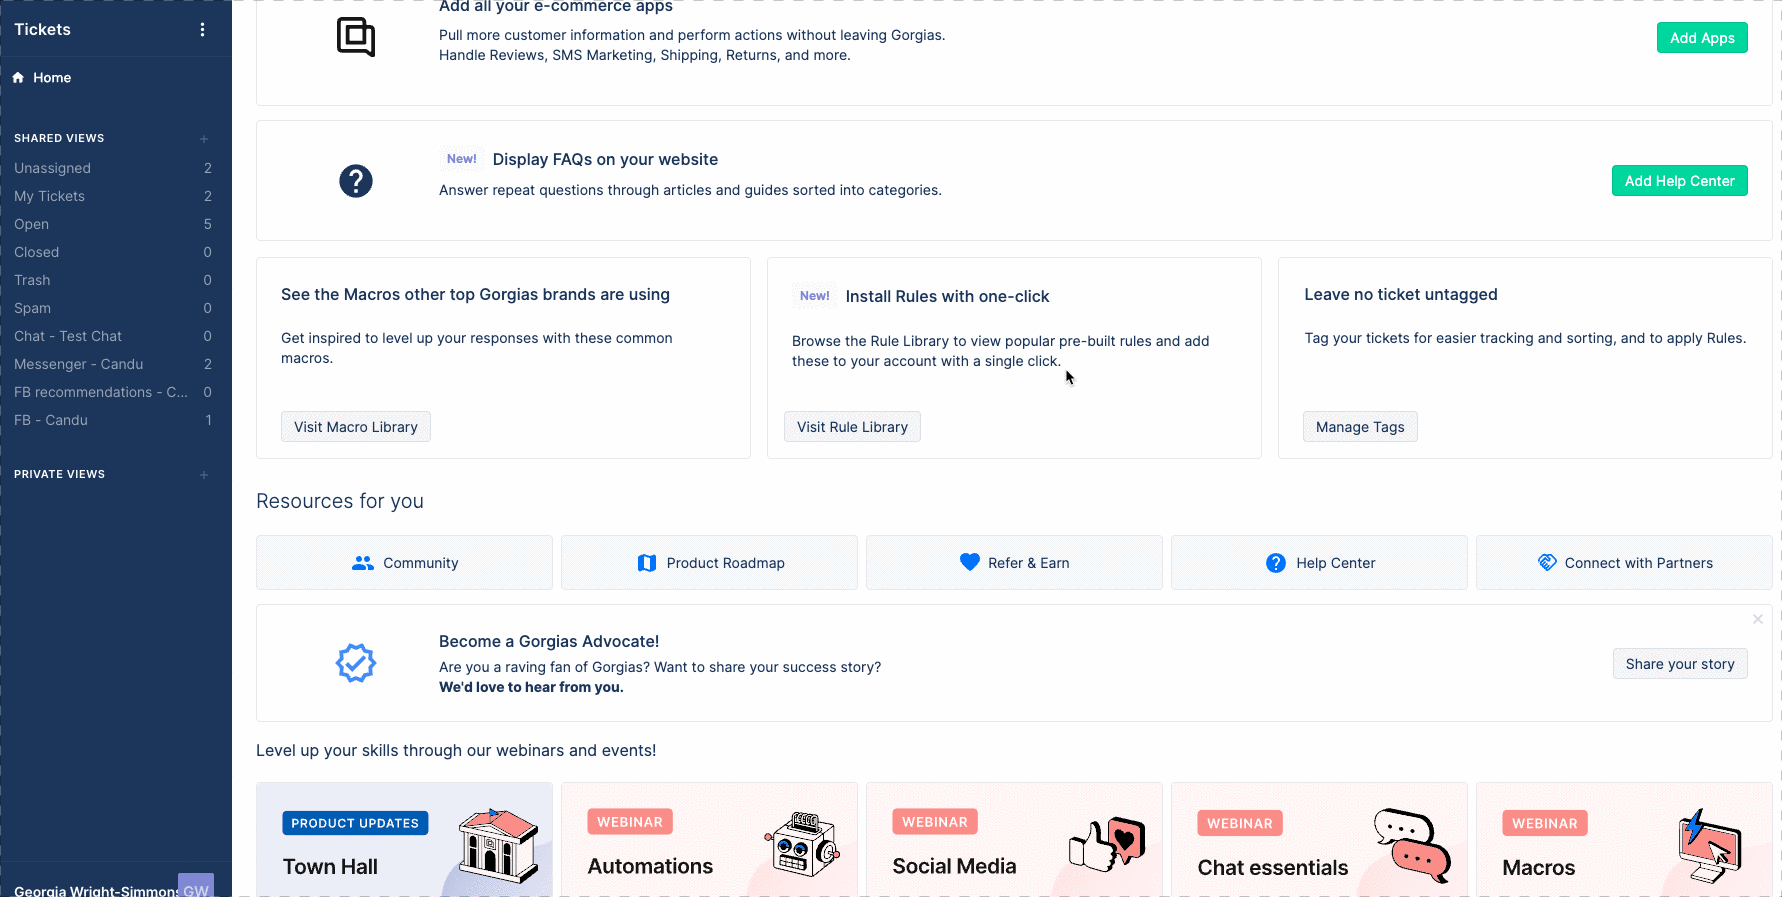 Tickets
Home
SHARED VIEWS
Unassigned 2
My Tickets 2
Open 5
Closed 0
Trash 0
Spam 0
Chat - Test Chat 0
Messenger - Candu 2
FB recommendations - C... 0
FB - Candu 1
PRIVATE VIEWS
Georgia Wright-Simmons GW
Add all your e-commerce apps
Pull more customer information and perform actions without leaving Gorgias.
Handle Reviews, SMS Marketing, Shipping, Returns, and more.
Add Apps
New! Display FAQs on your website
Answer repeat questions through articles and guides sorted into categories.
Add Help Center
See the Macros other top Gorgias brands are using
Get inspired to level up your responses with these common
macros.
Visit Macro Library
New! Install Rules with one-click
Browse the Rule Library to view popular pre-built rules and add
these to your account with a single click.
Visit Rule Library
Leave no ticket untagged
Tag your tickets for easier tracking and sorting, and to apply Rules.
Manage Tags
Resources for you
Community
Product Roadmap
Refer & Earn
Help Center
Connect with Partners
Become a Gorgias Advocate!
Are you a raving fan of Gorgias? Want to share your success story?
We'd love to hear from you.
Share your story
Level up your skills through our webinars and events!
PRODUCT UPDATES
Town Hall
WEBINAR
Automations
WEBINAR
Social Media
WEBINAR
Chat essentials
WEBINAR
Macros